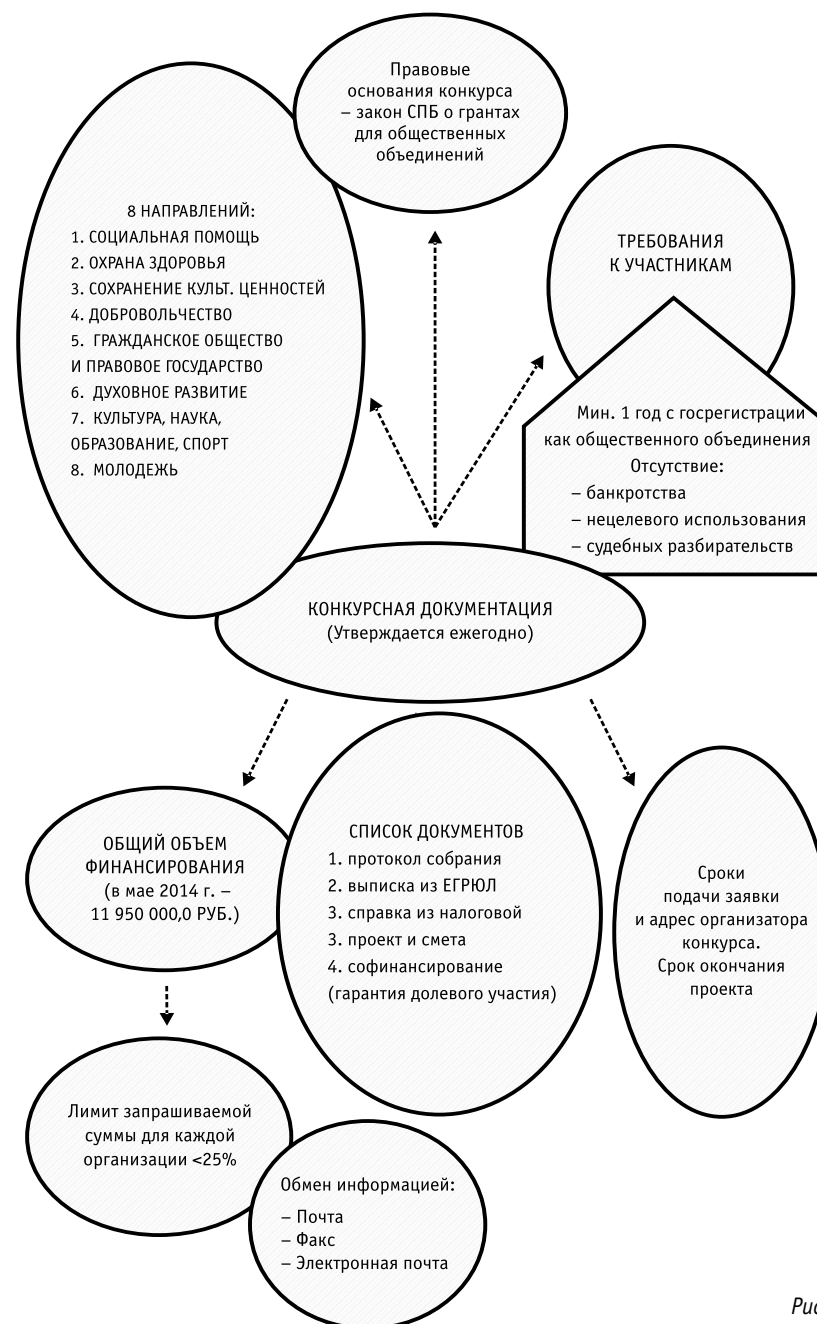 Правовые
основания конкурса
– закон СПБ о грантах
для общественных
объединений
8 НАПРАВЛЕНИЙ:
1. СОЦИАЛЬНАЯ ПОМОЩЬ
2. ОХРАНА ЗДОРОВЬЯ
3. СОХРАНЕНИЕ КУЛЬТ. ЦЕННОСТЕЙ
4. ДОБРОВОЛЬЧЕСТВО
5. ГРАЖДАНСКОЕ ОБЩЕСТВО
И ПРАВОВОЕ ГОСУДАРСТВО
6. ДУХОВНОЕ РАЗВИТИЕ
7. КУЛЬТУРА, НАУКА,
ОБРАЗОВАНИЕ, СПОРТ
8. МОЛОДЕЖЬ
ТРЕБОВАНИЯ
К УЧАСТНИКАМ
Мин. 1 год с госрегистрации
как общественного объединения
Отсутствие:
– банкротства
– нецелевого использования
– судебных разбирательств
КОНКУРСНАЯ ДОКУМЕНТАЦИЯ
(Утверждается ежегодно)
ОБЩИЙ ОБЪЕМ
ФИНАНСИРОВАНИЯ
(в мае 2014 г. –
11 950 000,0 РУБ.)
СПИСОК ДОКУМЕНТОВ
1. протокол собрания
2. выписка из ЕГРЮЛ
3. справка из налоговой
3. проект и смета
4. софинансирование
(гарантия долевого участия)
Сроки
подачи заявки
и адрес организатора
конкурса.
Срок окончания
проекта
Лимит запрашиваемой
суммы для каждой
организации <25%
Обмен информацией:
– Почта
– Факс
– Электронная почта